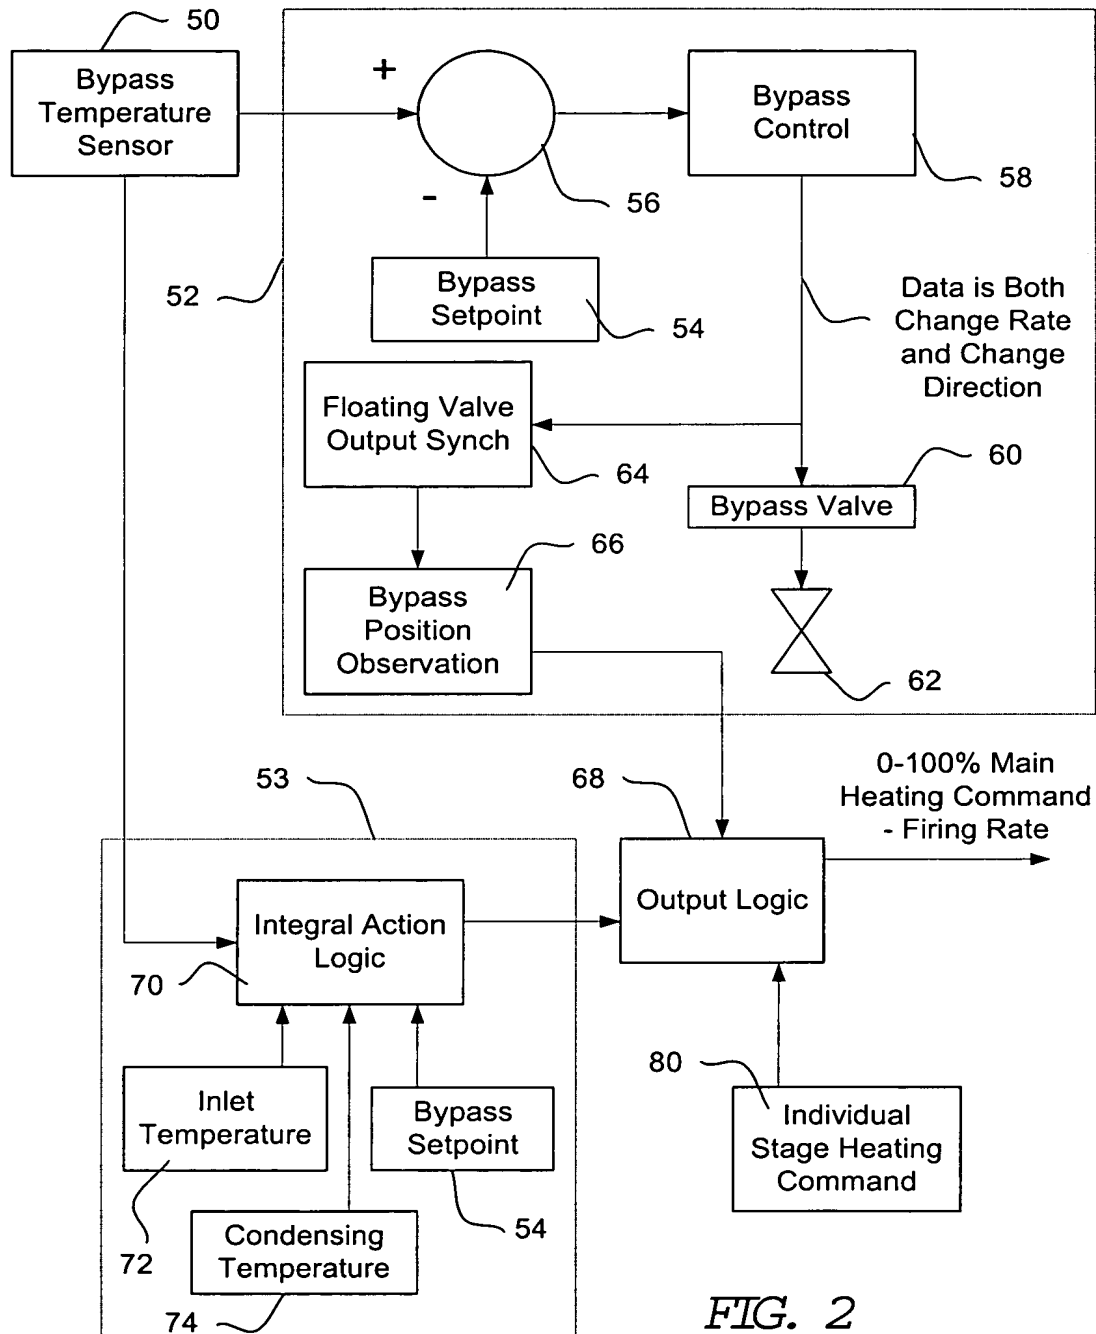 50
Bypass
Temperature
Sensor
+
-
56
Bypass
Control
58
52
Bypass
Setpoint
54
Data is Both
Change Rate
and Change
Direction
Floating Valve
Output Synch
64
60
Bypass Valve
66
Bypass
Position
Observation
62
53
68
0-100% Main
Heating Command
- Firing Rate
Integral Action
Logic
70
Output Logic
Inlet
Temperature
72
Bypass
Setpoint
54
80
Individual
Stage Heating
Command
Condensing
Temperature
74
FIG. 2